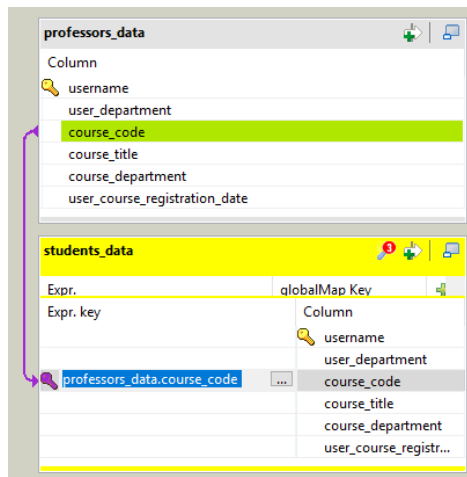 professors_data
Column
username
user_department
course_code
course_title
course_department
user_course_registration_date
students_data 3
Expr. globalMap Key
Expr. key Column
username
user_department
professors_data.course_code ... course_code
course_title
course_department
user_course_registr...